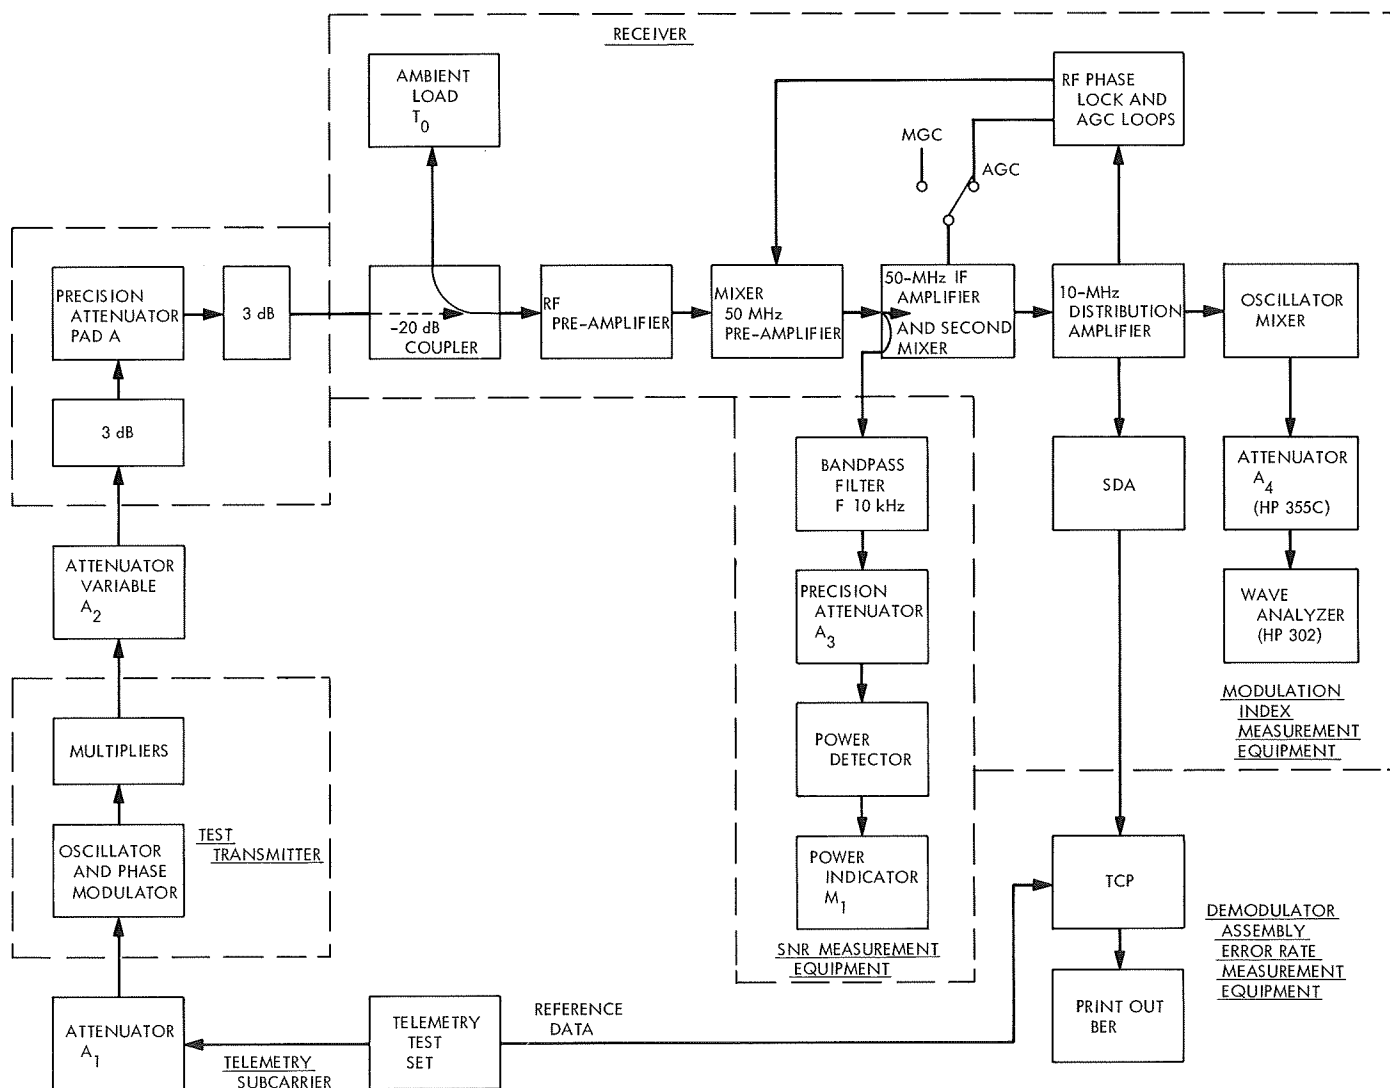 RECEIVER
AMBIENT
LOAD
T0
RF PHASE
LOCK AND
AGC LOOPS
MGC
AGC
PRECISION
ATTENUATOR
PAD A
3 dB
-20 dB
COUPLER
RF
PRE-AMPLIFIER
MIXER
50 MHz
PRE-AMPLIFIER
50-MHz IF
AMPLIFIER
AND SECOND
MIXER
10-MHz
DISTRIBUTION
AMPLIFIER
OSCILLATOR
MIXER
3 dB
BANDPASS
FILTER
F 10 kHz
SDA
ATTENUATOR
A4
(HP 355C)
ATTENUATOR
VARIABLE
A2
PRECISION
ATTENUATOR
A3
WAVE
ANALYZER
(HP 302)
MODULATION
INDEX
MEASUREMENT
EQUIPMENT
MULTIPLIERS
POWER
DETECTOR
TEST
TRANSMITTER
OSCILLATOR
AND PHASE
MODULATOR
POWER
INDICATOR
M1
TCP
SNR MEASUREMENT
EQUIPMENT
DEMODULATOR
ASSEMBLY
ERROR RATE
MEASUREMENT
EQUIPMENT
ATTENUATOR
A1
TELEMETRY
SUBCARRIER
TELEMETRY
TEST
SET
REFERENCE
DATA
PRINT OUT
BER